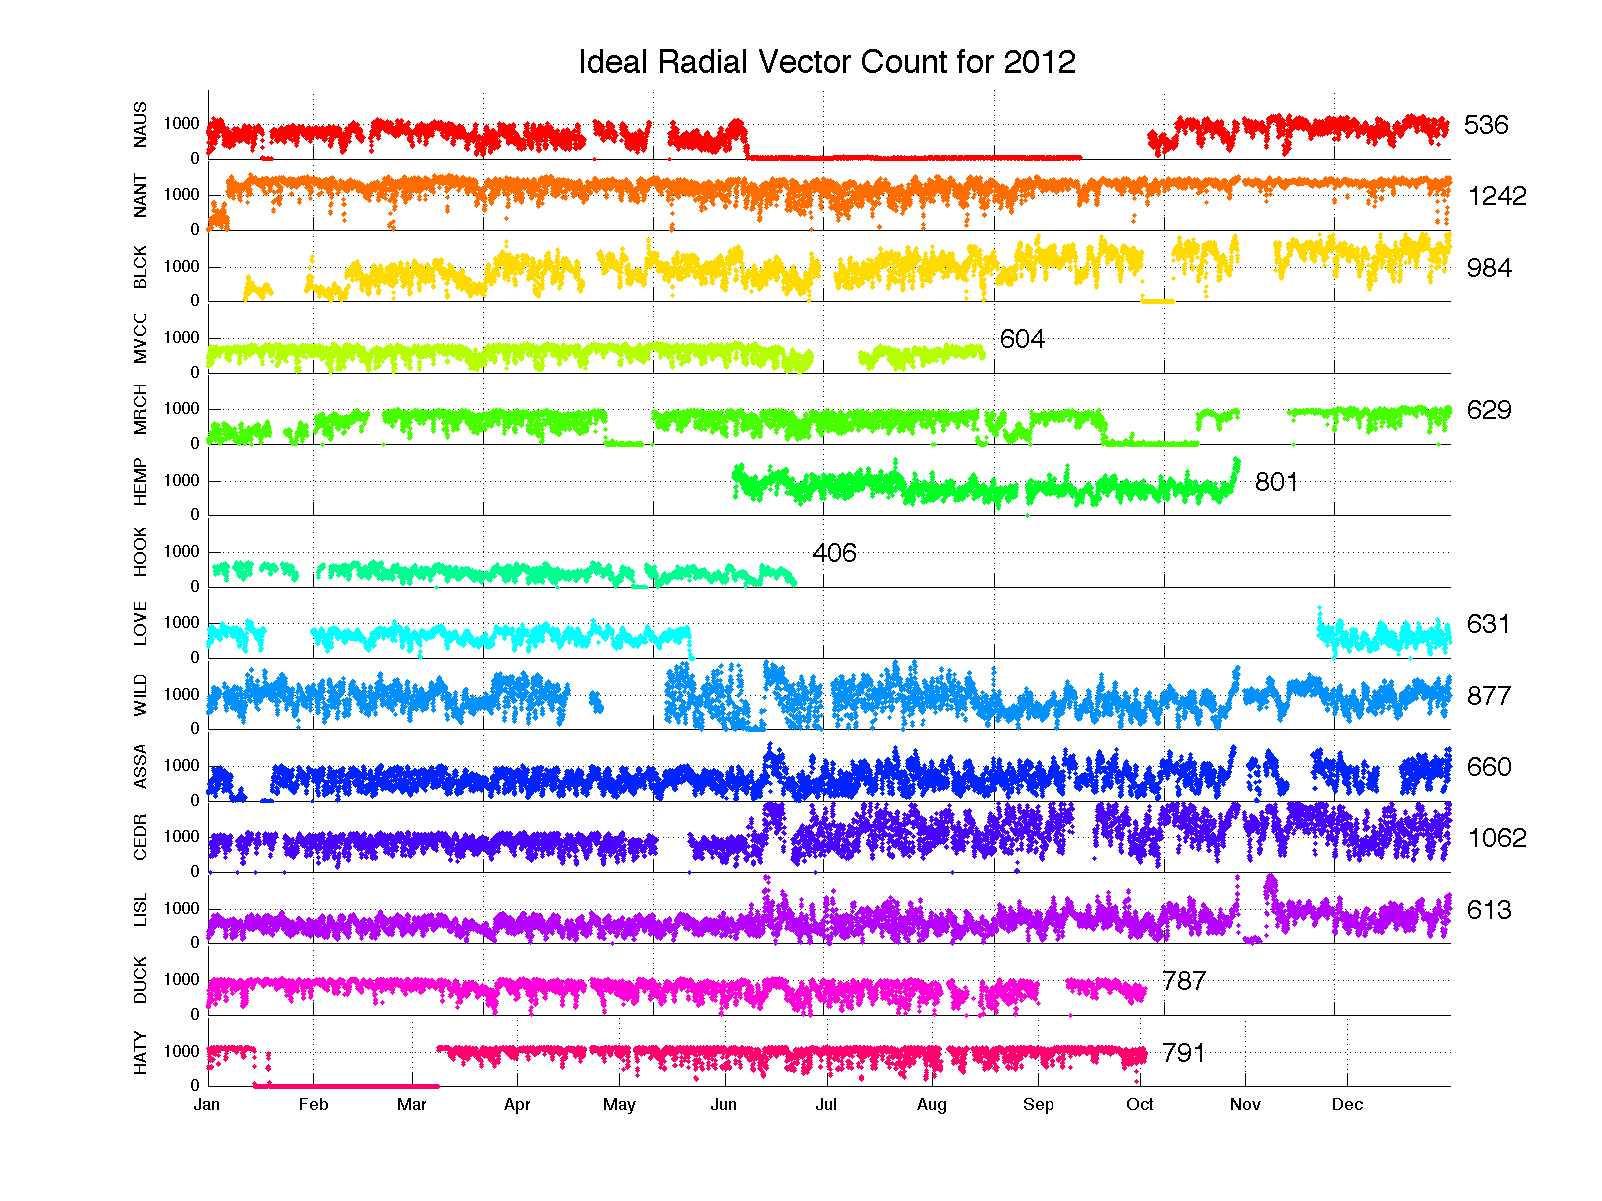 Ideal Radial Vector Count for 2012
NAUS 1000 0 536
NANT 1000 0 1242
BLCK 1000 0 984
MVCC 1000 0 604
MRCH 1000 0 629
HEMP 1000 0 801
HOOK 1000 0 406
LOVE 1000 0 631
WILD 1000 0 877
ASSA 1000 0 660
CEDR 1000 0 1062
LISL 1000 0 613
DUCK 1000 0 787
HATY 1000 0 791
Jan Feb Mar Apr May Jun Jul Aug Sep Oct Nov Dec